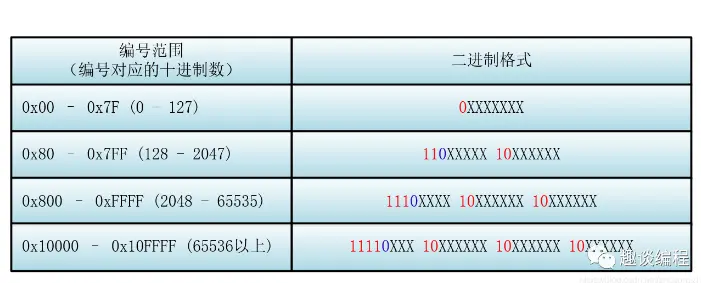 编号范围
（编号对应的十进制数）
二进制格式
0x00 - 0x7F (0 - 127)
0XXXXXXX
0x80 - 0x7FF (128 - 2047)
110XXXXX 10XXXXXX
0x800 - 0xFFFF (2048 - 65535)
1110XXXX 10XXXXXX 10XXXXXX
0x10000 - 0x10FFFF (65536以上)
11110XXX 10XXXXXX 10XXXXXX 10XXXXXX
趣谈编程